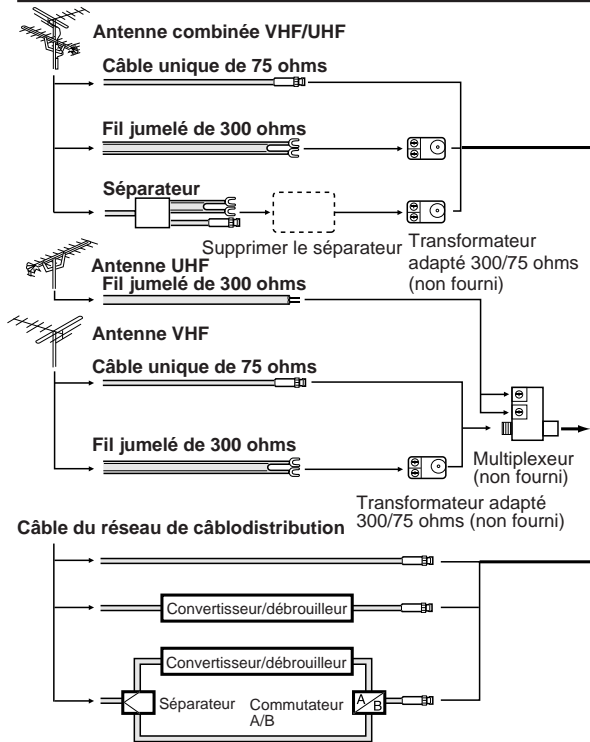 Antenne combinée VHF/UHF
Câble unique de 75 ohms
Fil jumelé de 300 ohms
Séparateur
Supprimer le séparateur
Transformateur
adapté 300/75 ohms
(non fourni)
Antenne UHF
Fil jumelé de 300 ohms
Antenne VHF
Câble unique de 75 ohms
Fil jumelé de 300 ohms
Multiplexeur
(non fourni)
Transformateur adapté
300/75 ohms (non fourni)
Câble du réseau de câblodistribution
Convertisseur/débrouilleur
Convertisseur/débrouilleur
Séparateur
Commutateur
A/B
A
B